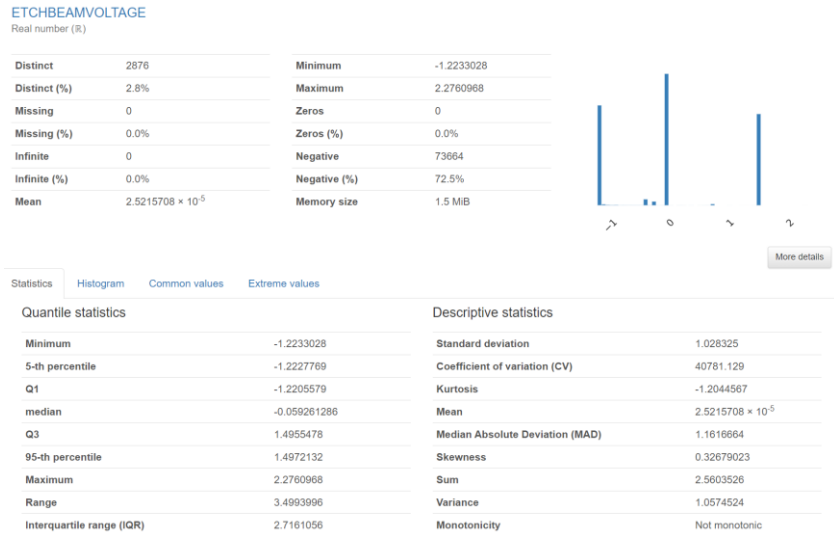 ETCHBEAMVOLTAGE
Real number (ℝ)
Distinct 2876
Distinct (%) 2.8%
Missing 0
Missing (%) 0.0%
Infinite 0
Infinite (%) 0.0%
Mean 2.5215708 × 10⁻⁵
Minimum -1.2233028
Maximum 2.2760968
Zeros 0
Zeros (%) 0.0%
Negative 73664
Negative (%) 72.5%
Memory size 1.5 MiB
−1 0 1 2
More details
Statistics Histogram Common values Extreme values
Quantile statistics
Minimum -1.2233028
5-th percentile -1.2227769
Q1 -1.2205579
median -0.059261286
Q3 1.4955478
95-th percentile 1.4972132
Maximum 2.2760968
Range 3.4993996
Interquartile range (IQR) 2.7161056
Descriptive statistics
Standard deviation 1.028325
Coefficient of variation (CV) 40781.129
Kurtosis -1.2044567
Mean 2.5215708 × 10⁻⁵
Median Absolute Deviation (MAD) 1.1616664
Skewness 0.32679023
Sum 2.5603526
Variance 1.0574524
Monotonicity Not monotonic